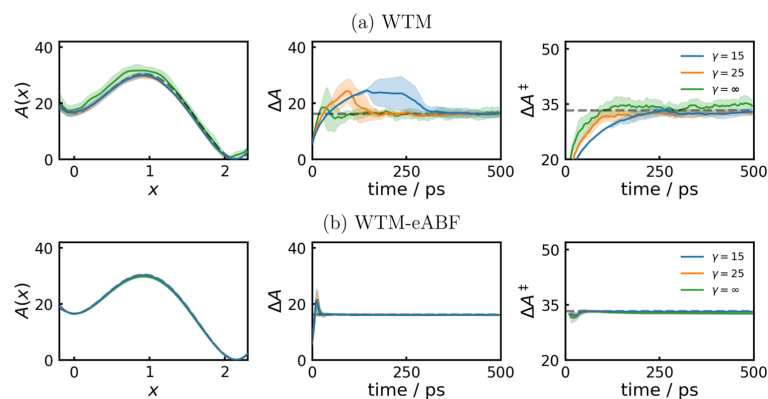 (a) WTM
40
20
0
A(x)
0
1
2
x
40
20
0
ΔA
0
250
500
time / ps
50
35
20
ΔA‡
0
250
500
time / ps
γ = 15
γ = 25
γ = ∞
(b) WTM-eABF
40
20
0
A(x)
0
1
2
x
40
20
0
ΔA
0
250
500
time / ps
50
35
20
ΔA‡
0
250
500
time / ps
γ = 15
γ = 25
γ = ∞